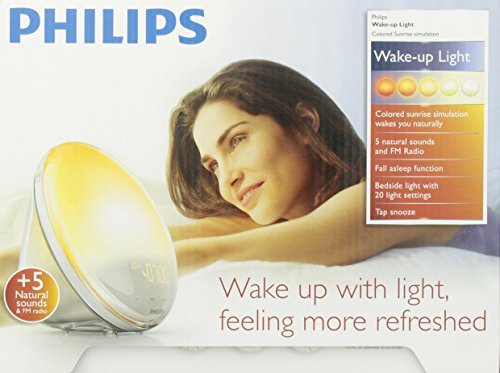 PHILIPS
Philips
Wake-up Light
Colored Sunrise simulation
Wake-up Light
Colored sunrise simulation
wakes you naturally
5 natural sounds
and FM Radio
Fall asleep function
Bedside light with
20 light settings
Tap snooze
0700
+5
Natural
sounds
& FM radio
PHILIPS
Wake up with light,
feeling more refreshed